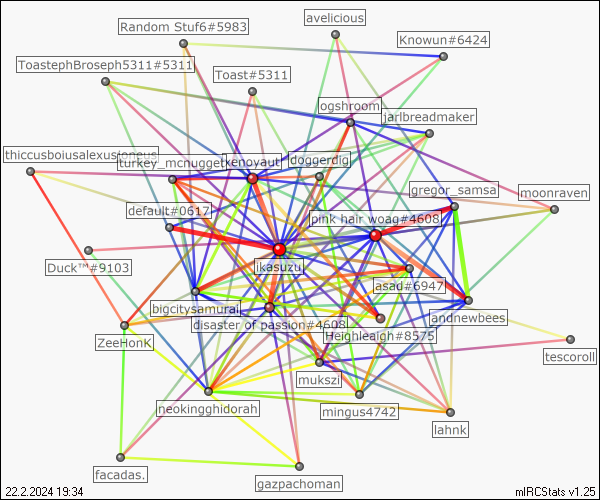 avelicious
Random Stuf6#5983
Knowun#6424
ToastephBroseph5311#5311
Toast#5311
ogshroom
jarlbreadmaker
thiccusboiusalexusjoppus
turkey_mcnugget
xenoyaut
doggerdig
gregor_samsa
moonraven
default#0617
pink hair woag#4608
Duck™#9103
ikasuzu
asad#6947
bigcitysamurai
andnewbees
disaster of passion#4608
ZeeHonK
Heighleaigh#8575
tescoroll
mukszi
neokingghidorah
mingus4742
lahnk
facadas.
gazpachoman
22.2.2024 19:34
mIRCStats v1.25